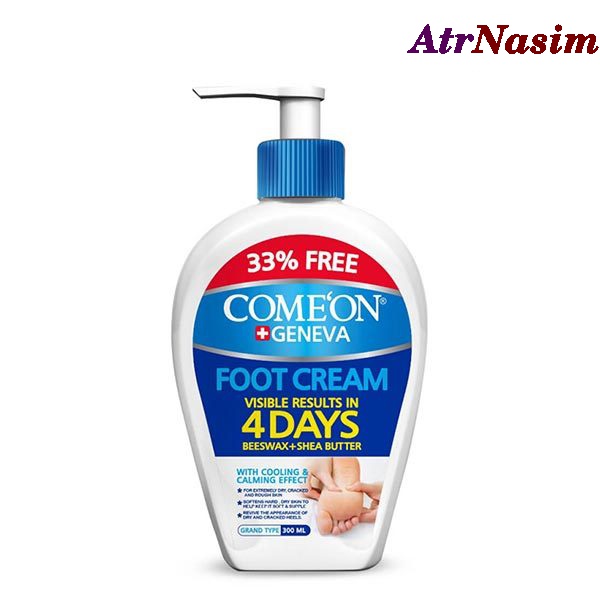 AtrNasim
33% FREE
COME'ON®
GENEVA
FOOT CREAM
VISIBLE RESULTS IN
4 DAYS
BEESWAX+SHEA BUTTER
WITH COOLING &
CALMING EFFECT
FOR EXTREMELY DRY, CRACKED
AND ROUGH SKIN
SOFTENS HARD, DRY SKIN TO
HELP KEEP IT SOFT & SUPPLE
REVIVE THE APPEARANCE OF
DRY AND CRACKED HEELS.
GRAND TYPE 300 ML